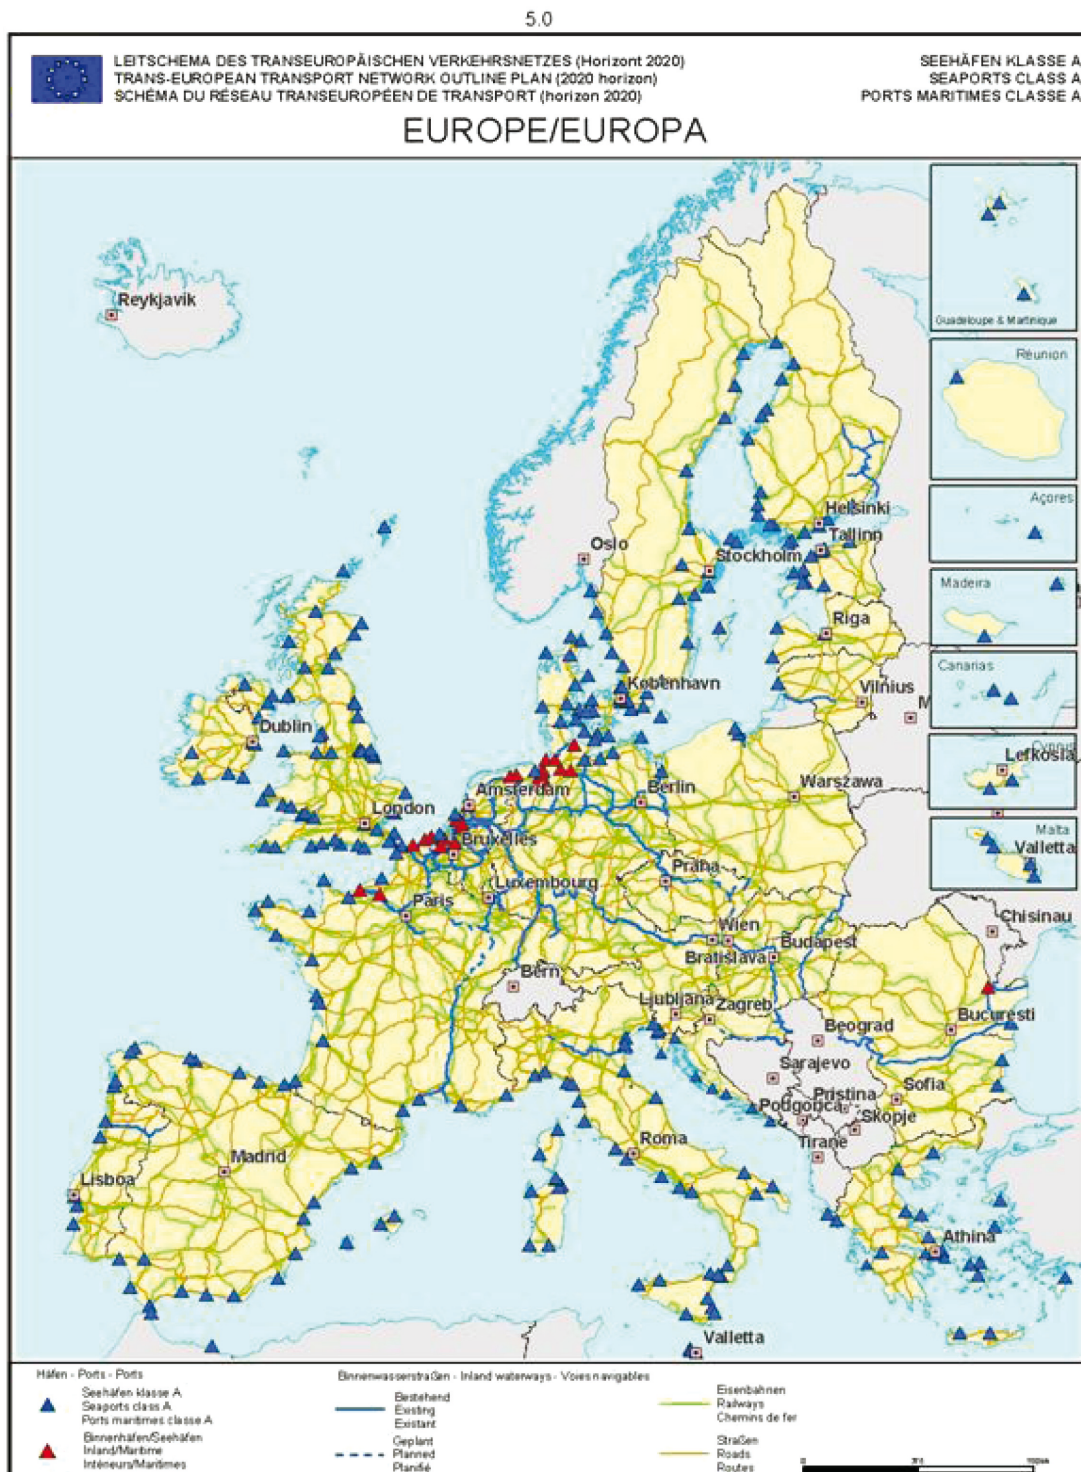 5.0
LEITSCHEMA DES TRANSEUROPÄISCHEN VERKEHRSNETZES (Horizont 2020)
TRANS-EUROPEAN TRANSPORT NETWORK OUTLINE PLAN (2020 horizon)
SCHÉMA DU RÉSEAU TRANSEUROPÉEN DE TRANSPORT (horizon 2020)
SEEHÄFEN KLASSE A
SEAPORTS CLASS A
PORTS MARITIMES CLASSE A
EUROPE/EUROPA
Reykjavik
Guadeloupe & Martinique
Réunion
Açores
Helsinki
Tallinn
Oslo
Stockholm
Madeira
Riga
Canarias
København
Vilnius
M
Dublin
Lefkosia
Amsterdam
Berlin
Warszawa
London
Malta
Valletta
Bruxelles
Praha
Luxembourg
Paris
Chisinau
Wien
Budapest
Bratislava
Bern
Ljubljana
Zagreb
Bucuresti
Beograd
Sarajevo
Sofia
Pristina
Podgorica
Skopje
Tirane
Roma
Madrid
Lisboa
Athina
Valletta
Häfen - Ports - Ports
Seehäfen klasse A
Seaports class A
Ports maritimes classe A
Binnenhäfen/Seehäfen
Inland/Maritime
Intérieurs/Maritimes
Binnenwasserstraßen - Inland waterways - Voies navigables
Bestehend
Existing
Existant
Geplant
Planned
Planifié
Eisenbahnen
Railways
Chemins de fer
Straßen
Roads
Routes
0